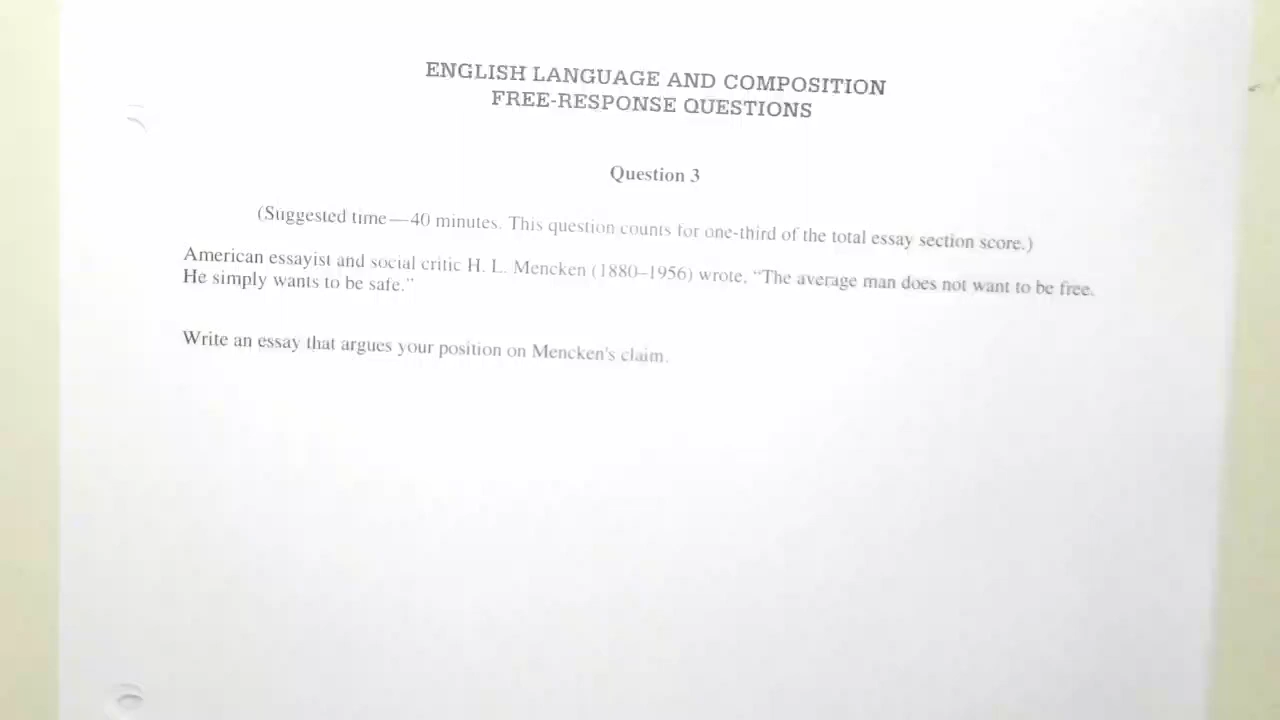 ENGLISH LANGUAGE AND COMPOSITION
FREE-RESPONSE QUESTIONS
Question 3
(Suggested time—40 minutes. This question counts for one-third of the total essay section score.)
American essayist and social critic H. L. Mencken (1880–1956) wrote, “The average man does not want to be free.
He simply wants to be safe.”
Write an essay that argues your position on Mencken's claim.